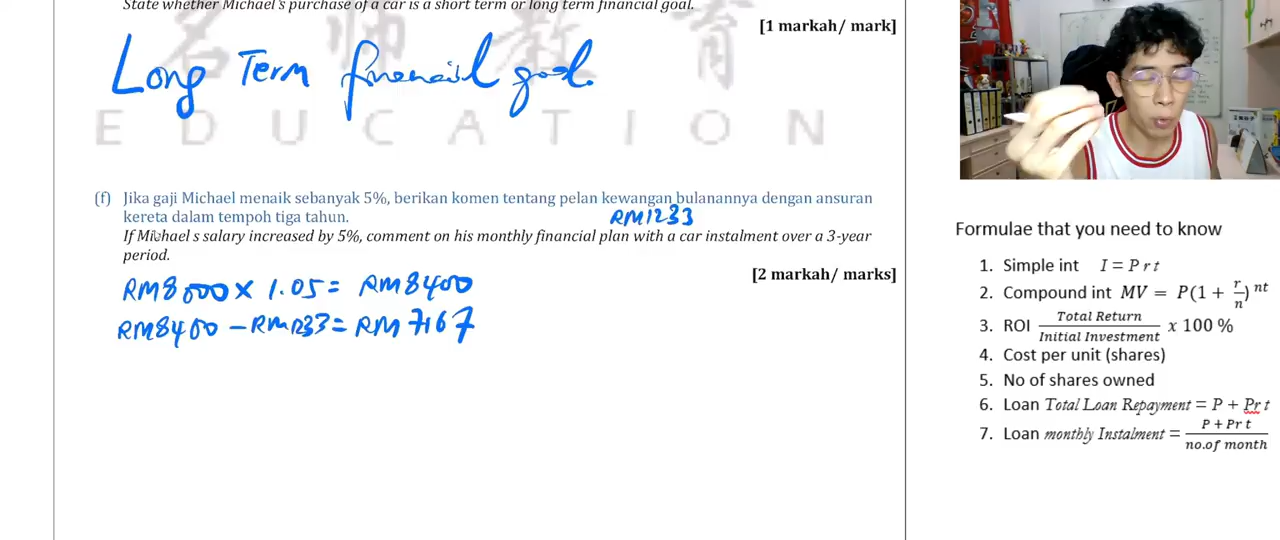 State whether Michael's purchase of a car is a short term or long term financial goal.
[1 markah/ mark]
Long Term financial goal.
名 师 教 育
EDUCATION
(f) Jika gaji Michael menaik sebanyak 5%, berikan komen tentang pelan kewangan bulanannya dengan ansuran
kereta dalam tempoh tiga tahun.
RM1233
If Michael s salary increased by 5%, comment on his monthly financial plan with a car instalment over a 3-year
period.
[2 markah/ marks]
RM8000 × 1.05 = RM8400
RM8400 - RM1233 = RM7167
Formulae that you need to know
1. Simple int I = P r t
2. Compound int MV = P(1 + r/n) nt
3. ROI Total Return / Initial Investment x 100 %
4. Cost per unit (shares)
5. No of shares owned
6. Loan Total Loan Repayment = P + Pr t
7. Loan monthly Instalment = P + Pr t / no.of month